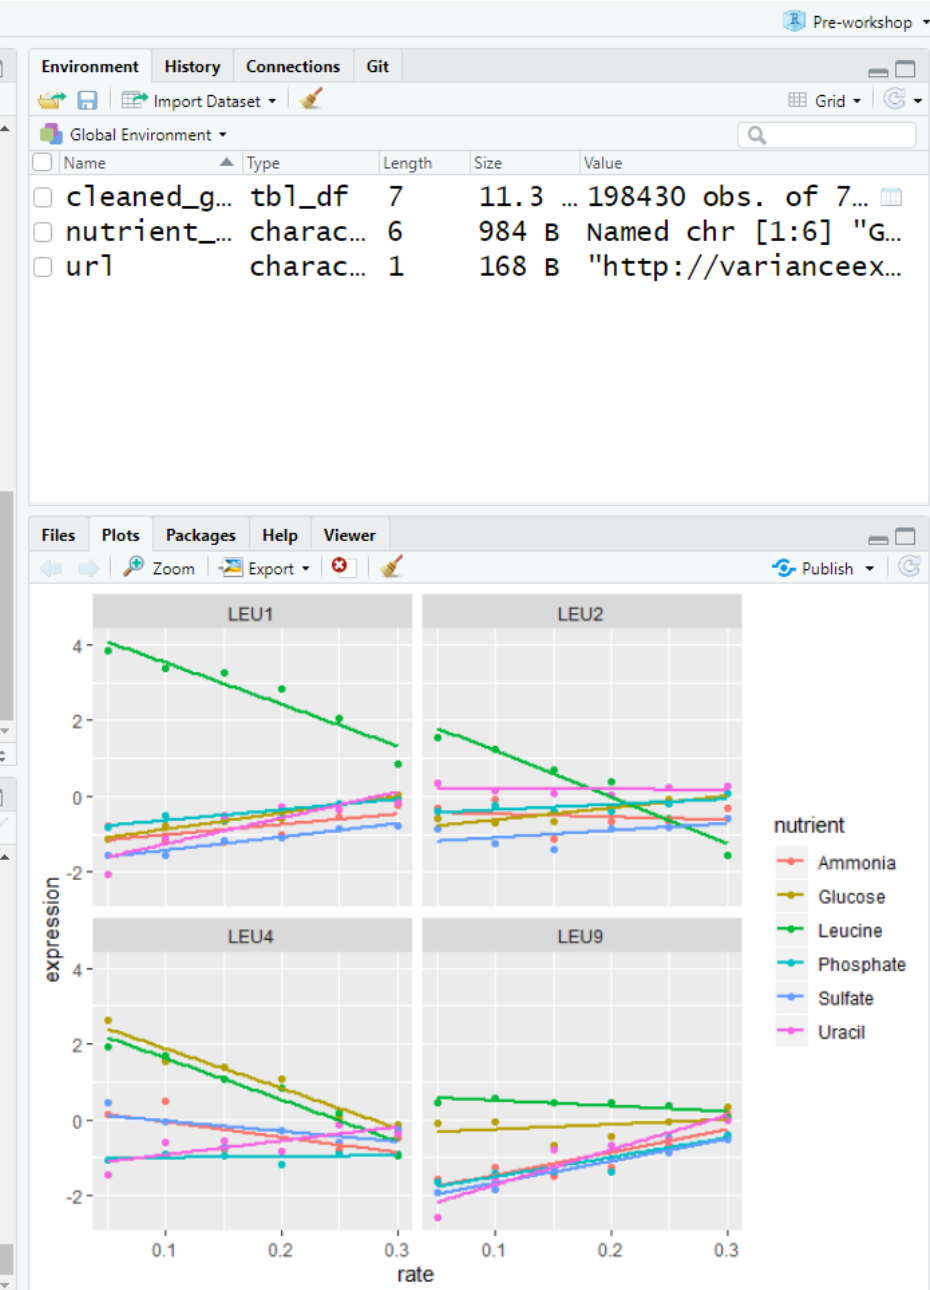 Pre-workshop
Environment History Connections Git
Import Dataset Grid
Global Environment
Name Type Length Size Value
cleaned_g... tbl_df 7 11.3 ... 198430 obs. of 7...
nutrient_... charac... 6 984 B Named chr [1:6] "G...
url charac... 1 168 B "http://varianceex...
Files Plots Packages Help Viewer
Zoom Export Publish
LEU1 LEU2
4
2
0
-2
LEU4 LEU9
4
2
0
-2
0.1 0.2 0.3 0.1 0.2 0.3
rate
expression
nutrient
Ammonia
Glucose
Leucine
Phosphate
Sulfate
Uracil